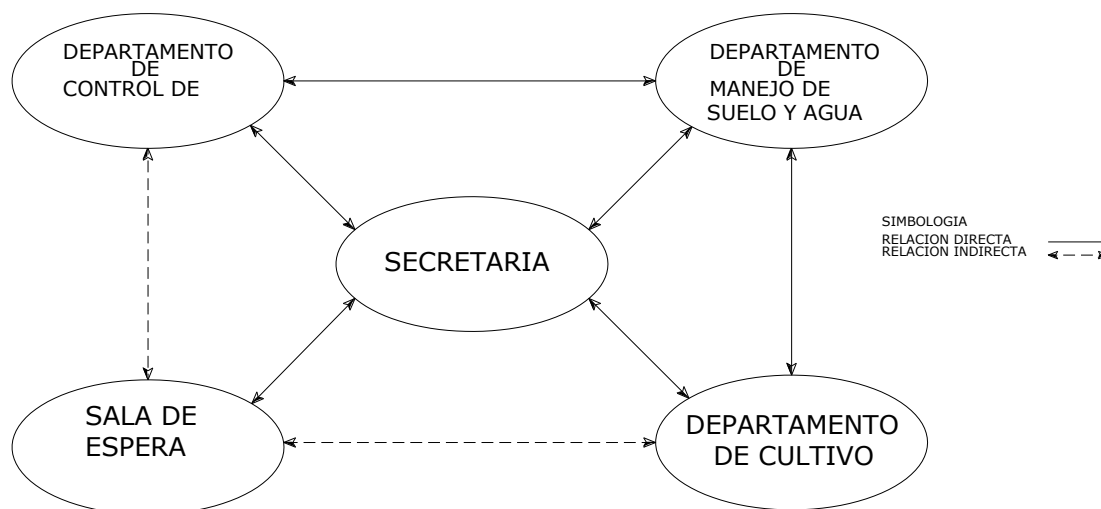 DEPARTAMENTO
DE
CONTROL DE
DEPARTAMENTO
DE
MANEJO DE
SUELO Y AGUA
SECRETARIA
SIMBOLOGIA
RELACION DIRECTA
RELACION INDIRECTA
SALA DE
ESPERA
DEPARTAMENTO
DE CULTIVO